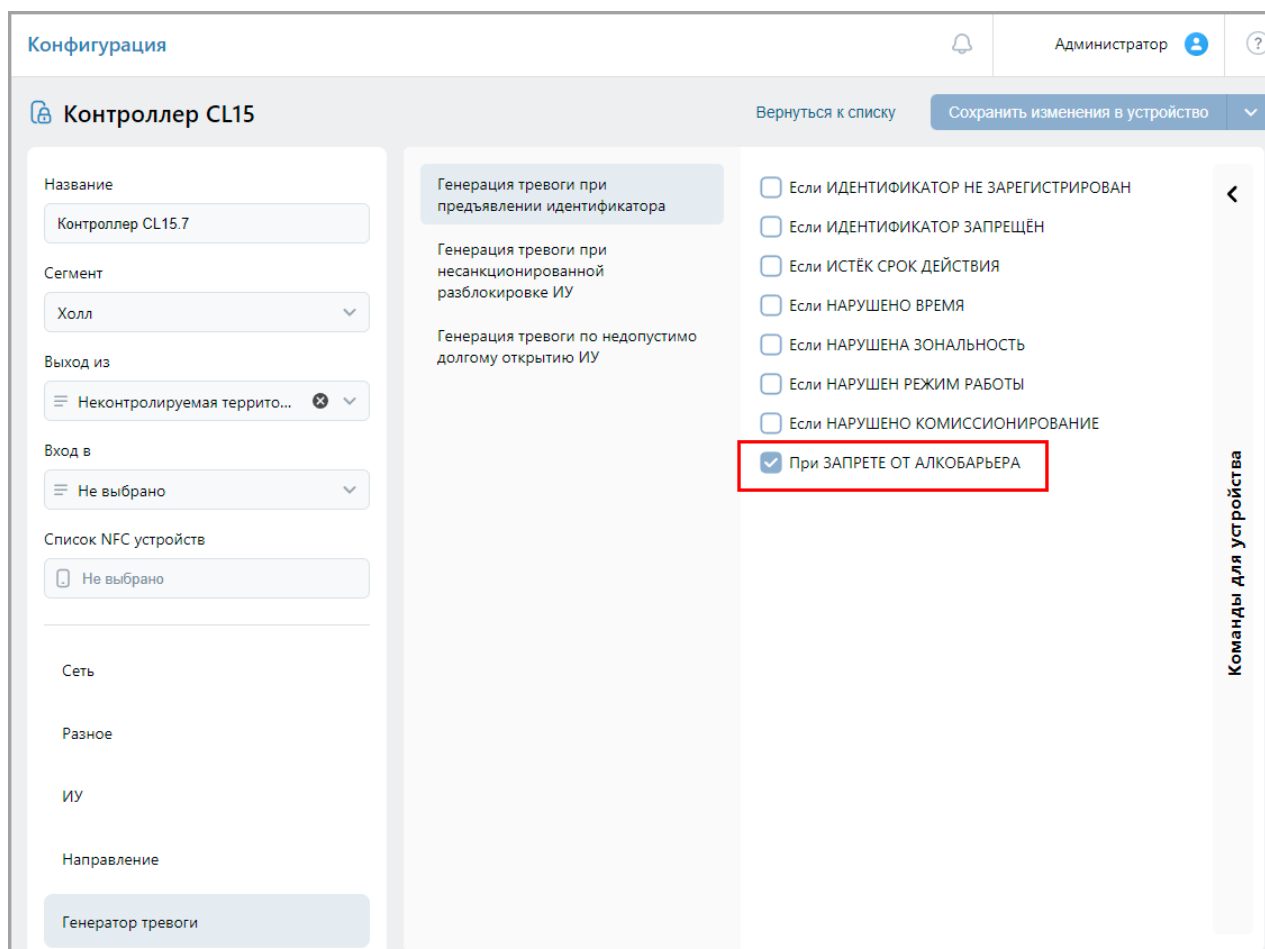 Конфигурация
Администратор
?
Контроллер CL15
Вернуться к списку
Сохранить изменения в устройство
Название
Контроллер CL15.7
Сегмент
Холл
Выход из
Неконтролируемая террито...
Вход в
Не выбрано
Список NFC устройств
Не выбрано
Сеть
Разное
ИУ
Направление
Генератор тревоги
Генерация тревоги при
предъявлении идентификатора
Генерация тревоги при
несанкционированной
разблокировке ИУ
Генерация тревоги по недопустимо
долгому открытию ИУ
Если ИДЕНТИФИКАТОР НЕ ЗАРЕГИСТРИРОВАН
Если ИДЕНТИФИКАТОР ЗАПРЕЩЁН
Если ИСТЁК СРОК ДЕЙСТВИЯ
Если НАРУШЕНО ВРЕМЯ
Если НАРУШЕНА ЗОНАЛЬНОСТЬ
Если НАРУШЕН РЕЖИМ РАБОТЫ
Если НАРУШЕНО КОМИССИОНИРОВАНИЕ
При ЗАПРЕТЕ ОТ АЛКОБАРЬЕРА
Команды для устройства